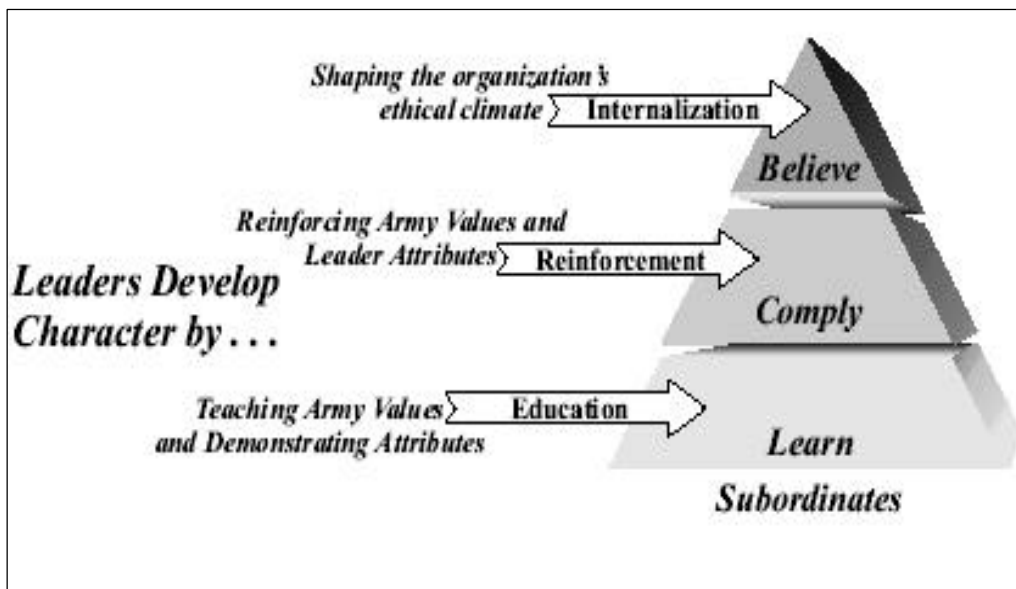 Shaping the organization's
ethical climate
Internalization
Believe
Reinforcing Army Values and
Leader Attributes
Reinforcement
Leaders Develop
Character by . . .
Comply
Teaching Army Values
and Demonstrating Attributes
Education
Learn
Subordinates